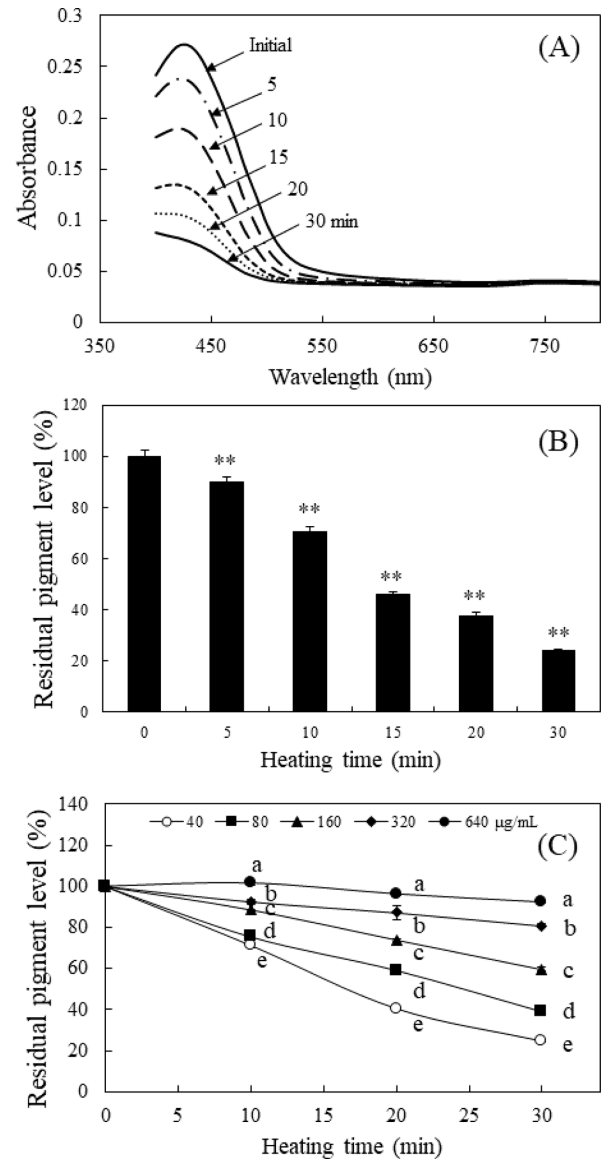 (A)
0.3
0.25
0.2
0.15
0.1
0.05
0
Absorbance
Initial
5
10
15
20
30 min
350 450 550 650 750
Wavelength (nm)
(B)
120
100
80
60
40
20
0
Residual pigment level (%)
** ** ** ** **
0 5 10 15 20 30
Heating time (min)
140
120
100
80
60
40
20
0
Residual pigment level (%)
40 80 160 320 640 μg/mL
(C)
a a a
b b b
c c c
d d d
e e e
0 5 10 15 20 25 30
Heating time (min)